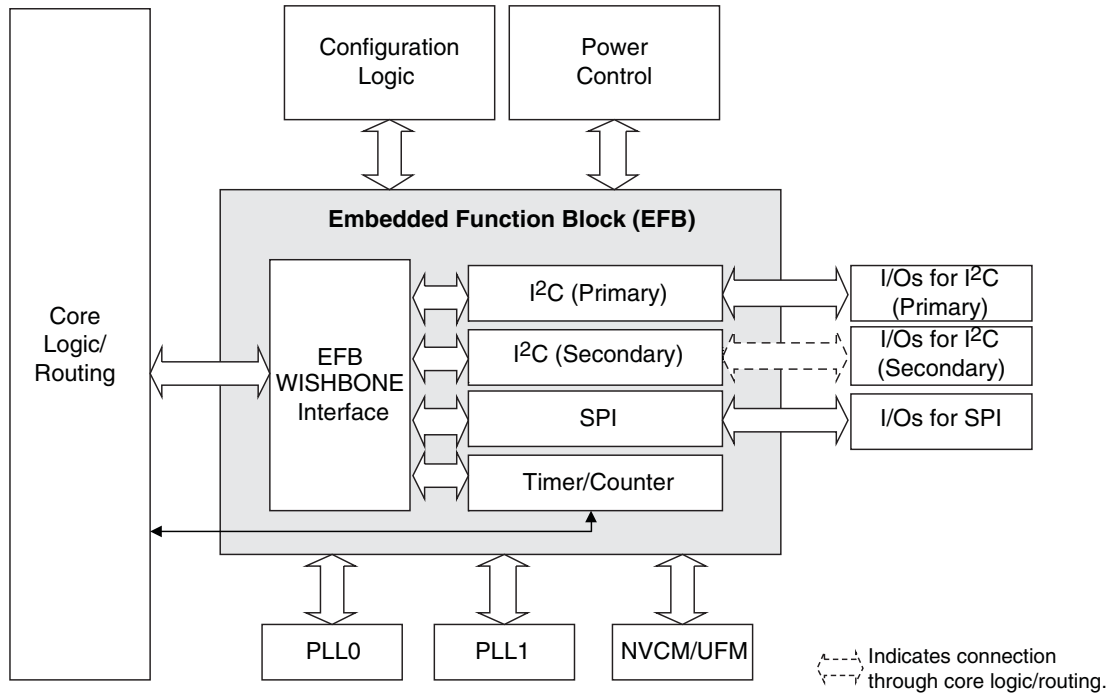 Configuration
Logic
Power
Control
Embedded Function Block (EFB)
Core
Logic/
Routing
EFB
WISHBONE
Interface
I²C (Primary)
I²C (Secondary)
SPI
Timer/Counter
I/Os for I²C
(Primary)
I/Os for I²C
(Secondary)
I/Os for SPI
PLL0
PLL1
NVCM/UFM
Indicates connection
through core logic/routing.